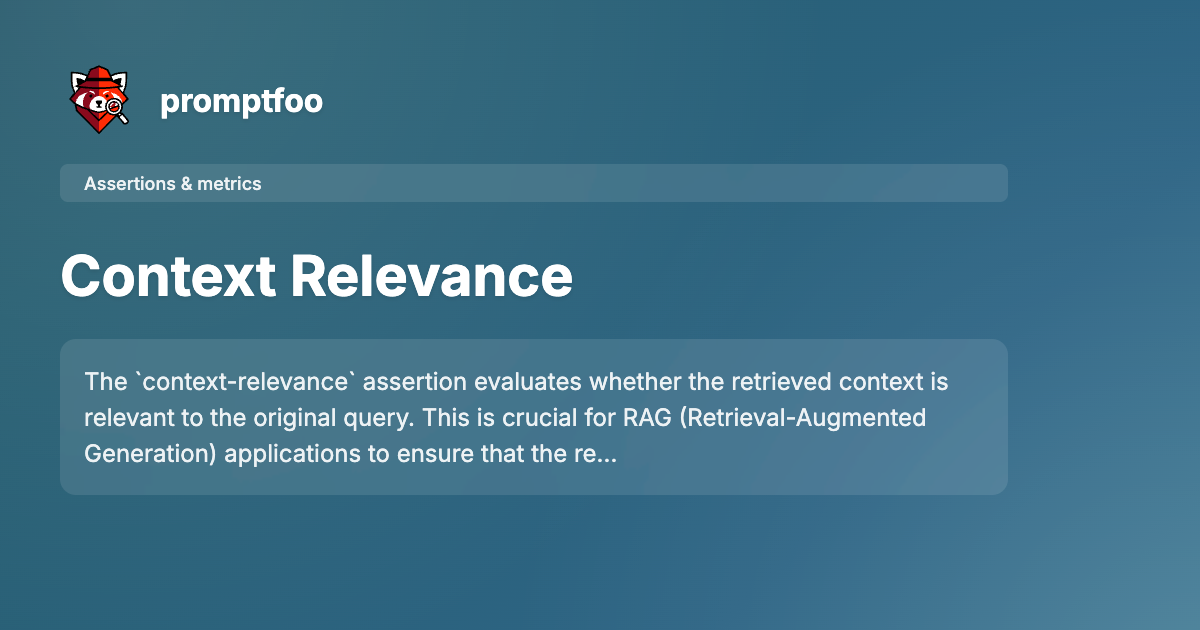 promptfoo
Assertions & metrics
Context Relevance
The `context-relevance` assertion evaluates whether the retrieved context is
relevant to the original query. This is crucial for RAG (Retrieval-Augmented
Generation) applications to ensure that the re...